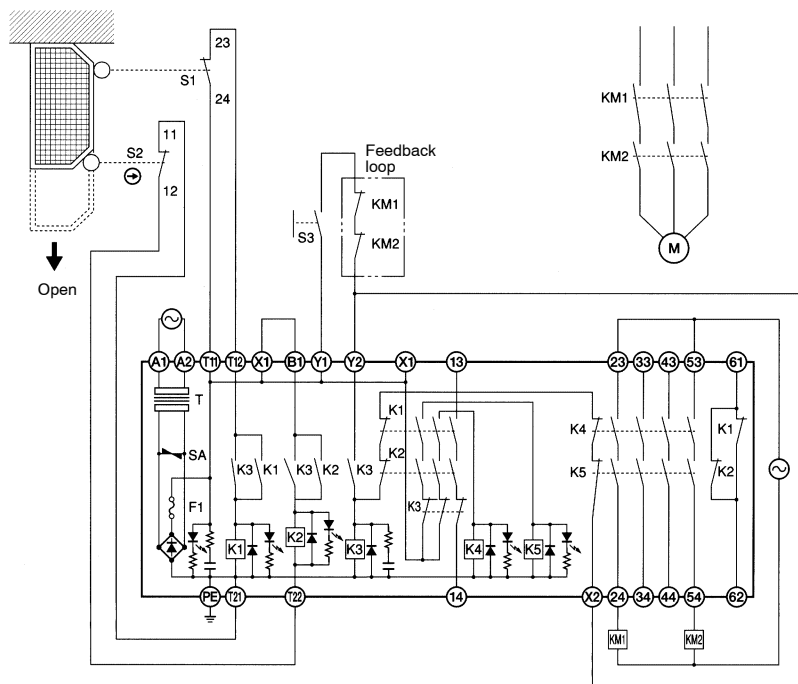 23
S1
24
KM1
11
S2
12
Feedback
loop
KM1
S3
KM2
KM2
M
Open
A1 A2 T11 T12 X1 B1 Y1 Y2 X1 13 23 33 43 53 61
T
K1
K4
K1
SA
K3 K1 K3 K2 K3
K2
K5
K2
F1
K3
K1
K2
K3
K4
K5
PE T21 T22 14 X2 24 34 44 54 62
KM1 KM2